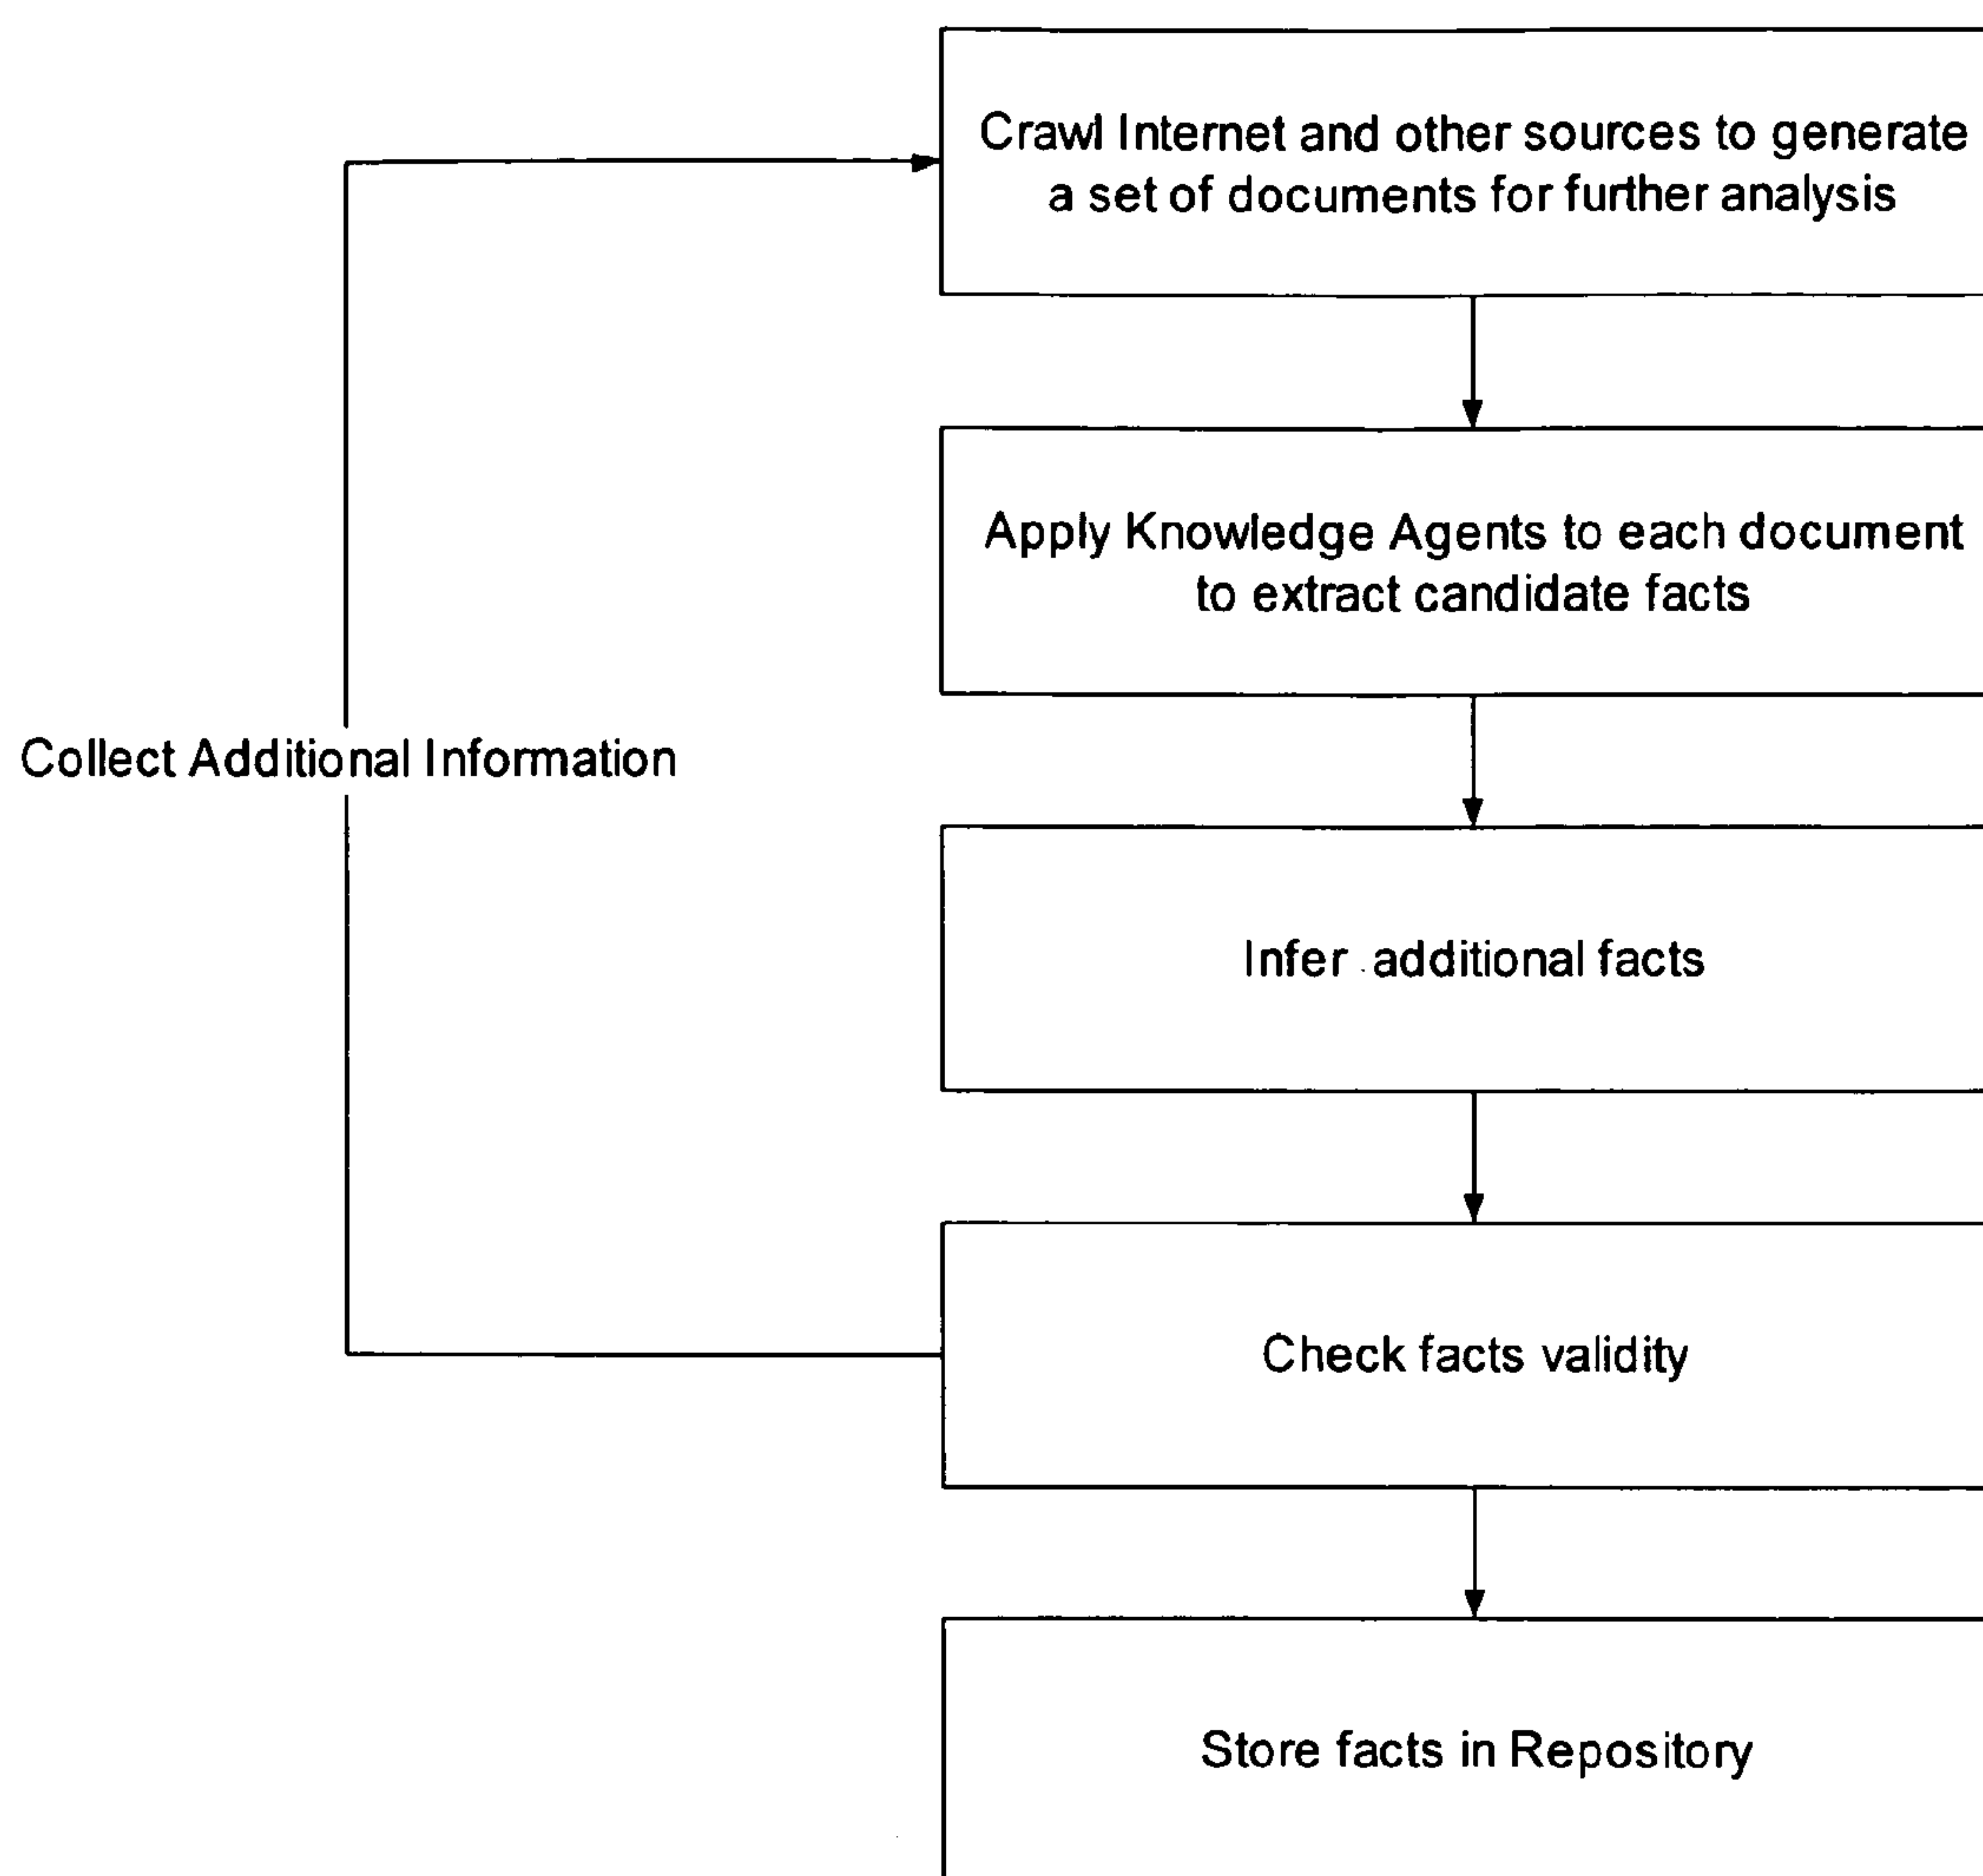 Crawl Internet and other sources to generate
a set of documents for further analysis
Apply Knowledge Agents to each document
to extract candidate facts
Collect Additional Information
Infer additional facts
Check facts validity
Store facts in Repository